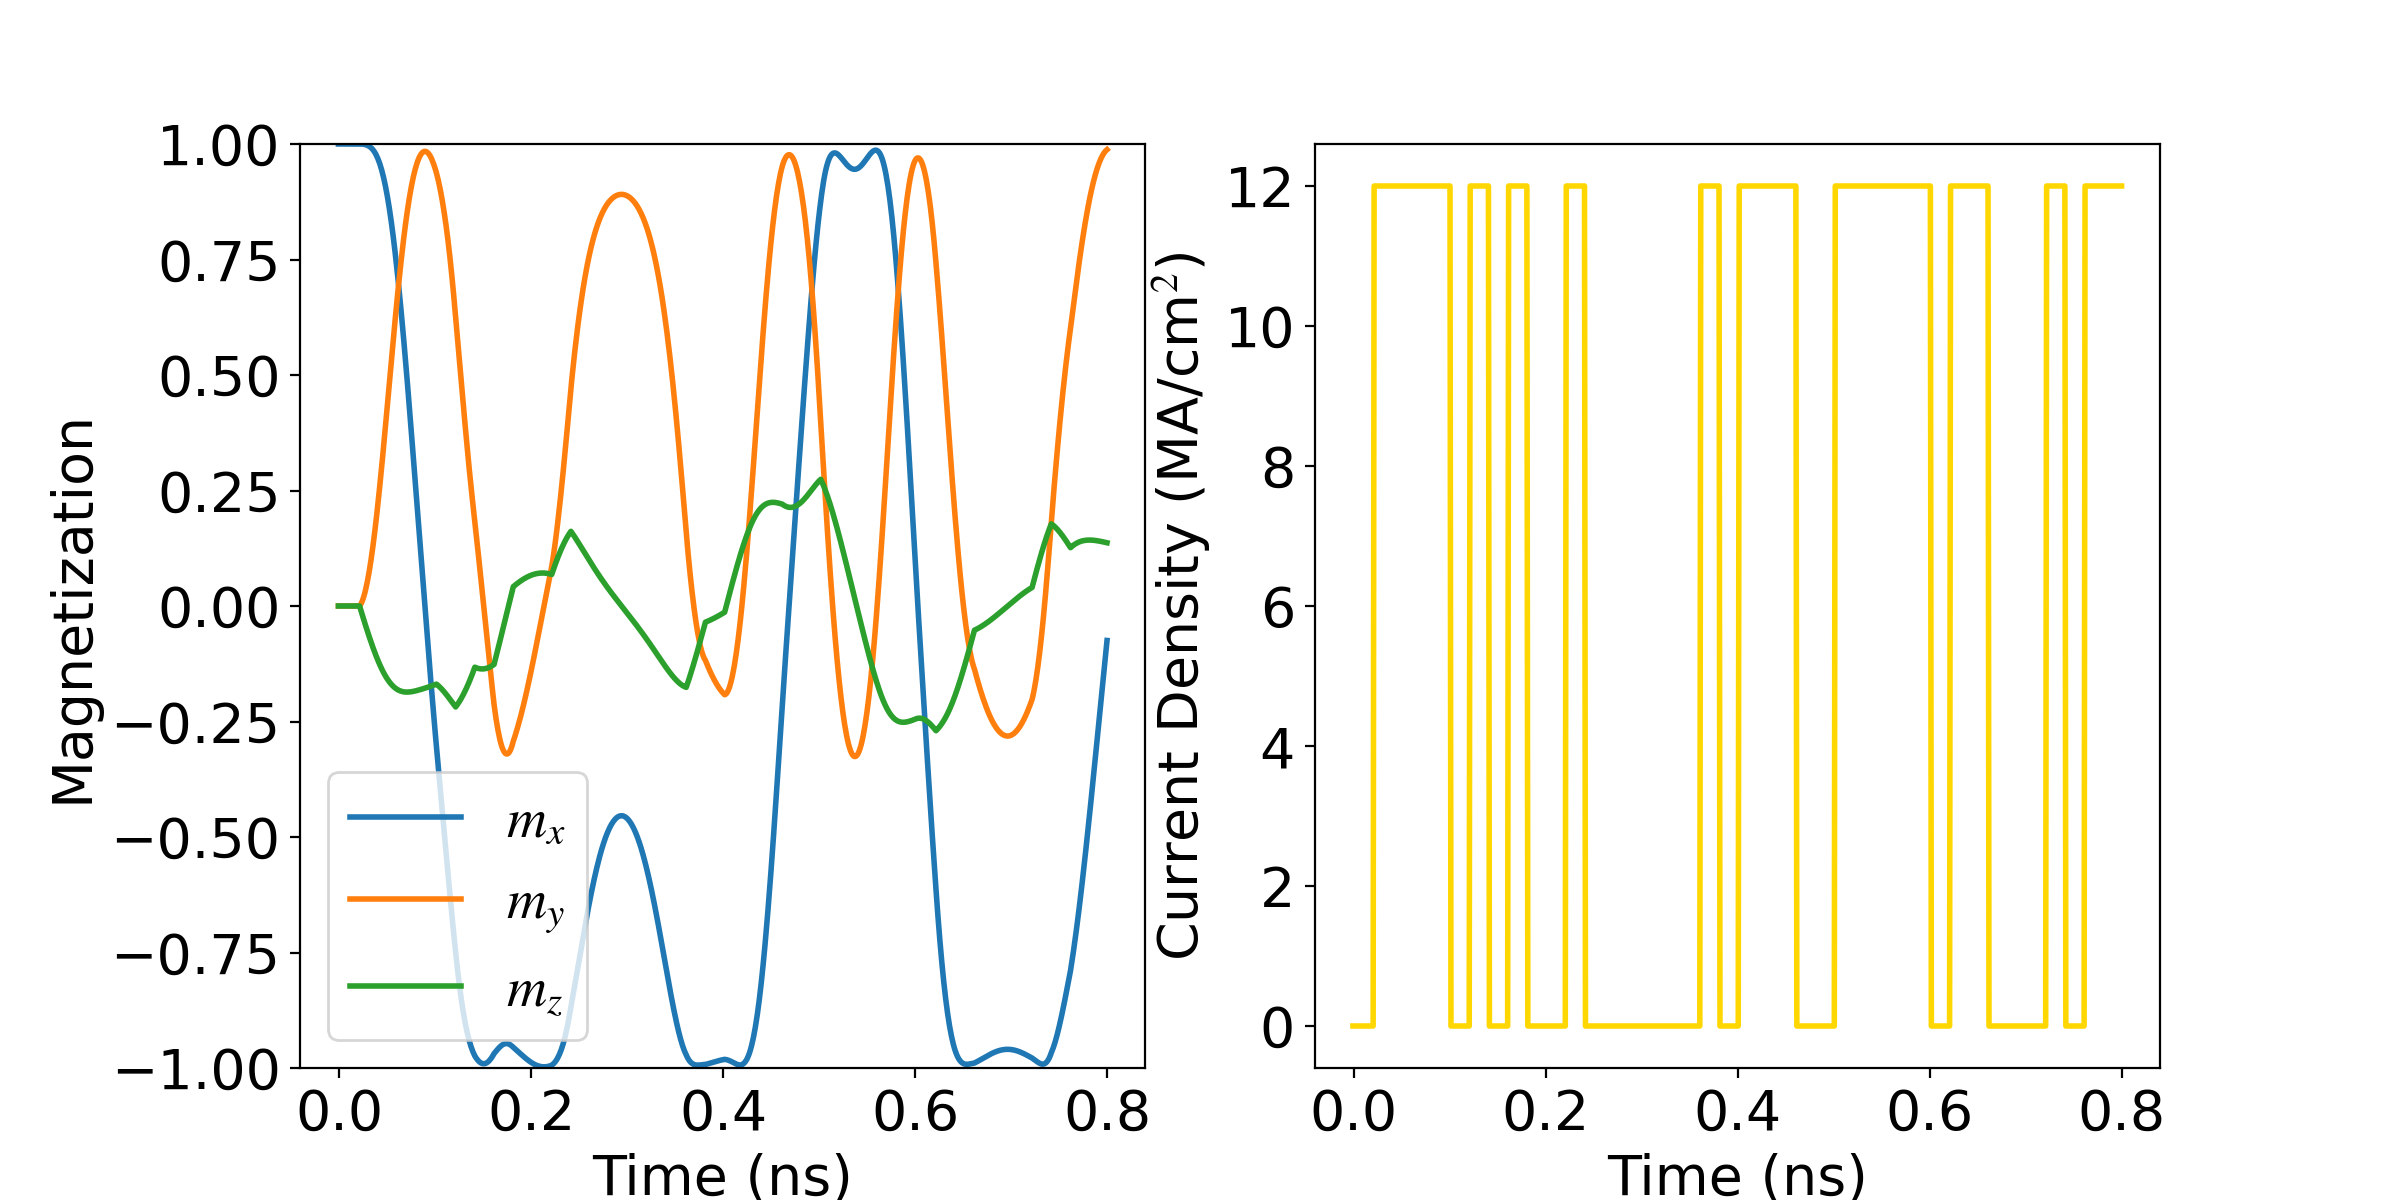 Magnetization
1.00
0.75
0.50
0.25
0.00
−0.25
−0.50
−0.75
−1.00
m_x
m_y
m_z
0.0 0.2 0.4 0.6 0.8
Time (ns)
Current Density (MA/cm²)
12
10
8
6
4
2
0
0.0 0.2 0.4 0.6 0.8
Time (ns)